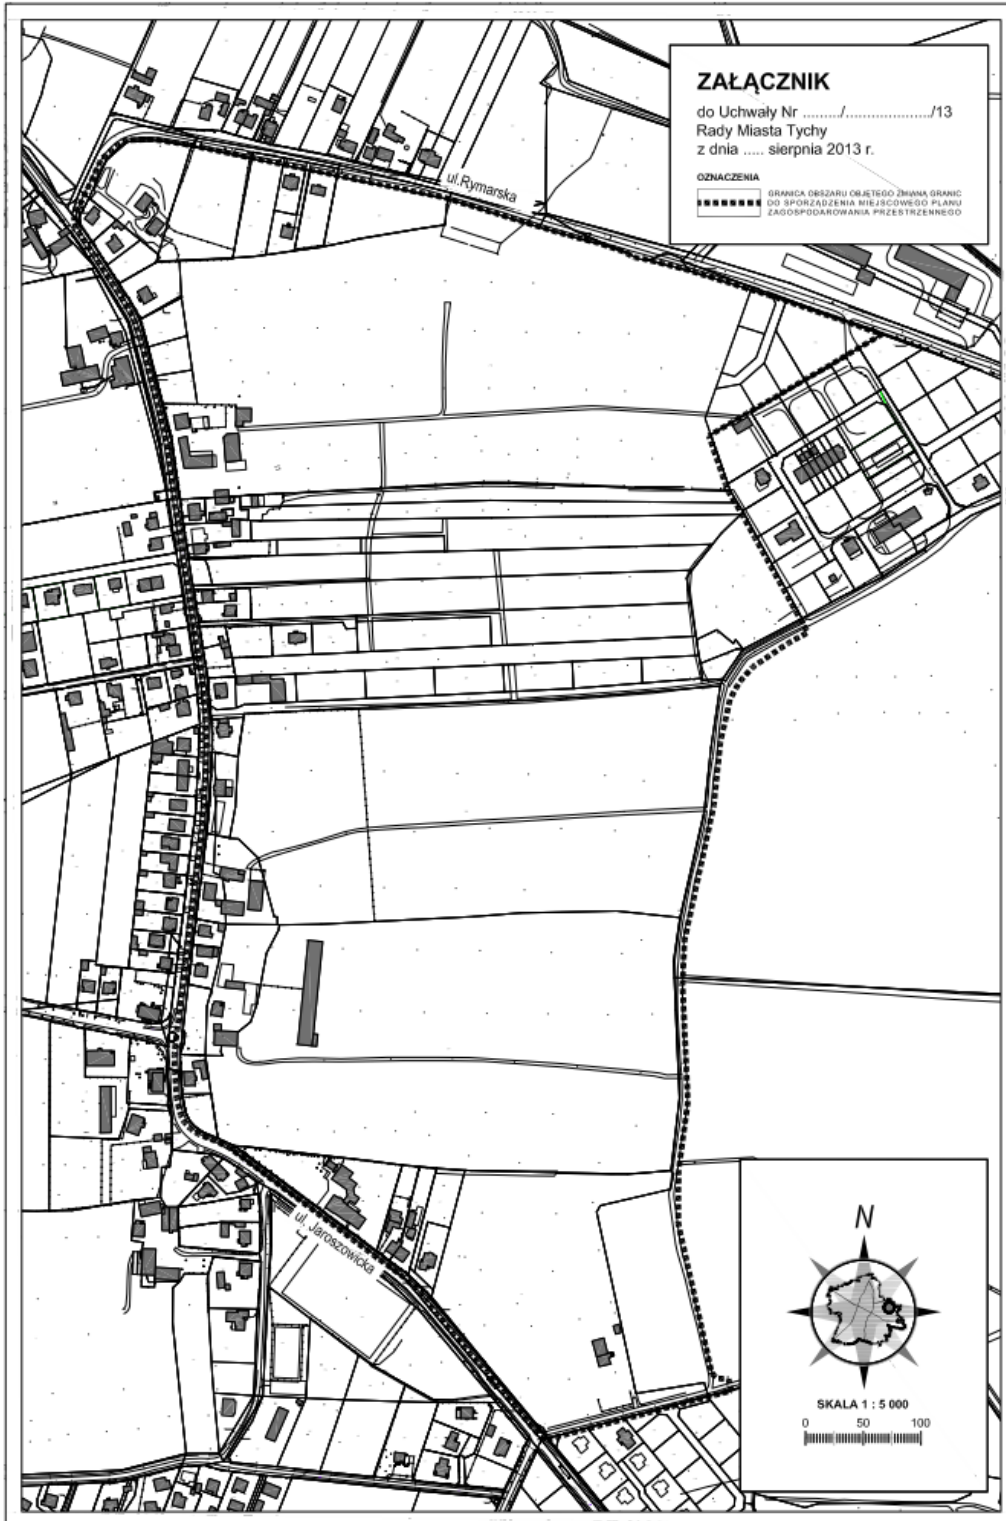 ZAŁĄCZNIK
do Uchwały Nr ........./...................../13
Rady Miasta Tychy
z dnia ..... sierpnia 2013 r.
OZNACZENIA
GRANICA OBSZARU OBJĘTEGO ZMIANĄ GRANIC
DO SPORZĄDZENIA MIEJSCOWEGO PLANU
ZAGOSPODAROWANIA PRZESTRZENNEGO
ul.Rymarska
ul. Jaroszowicka
N
SKALA 1 : 5 000
0 50 100